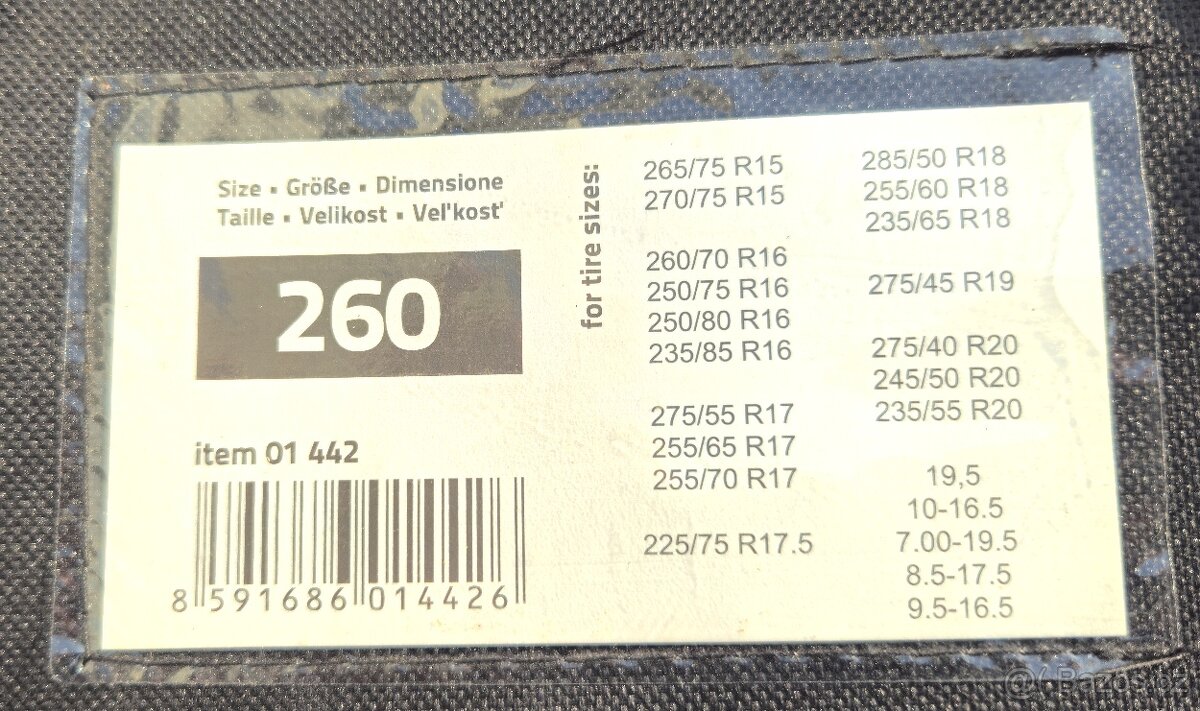 Size ▪ Größe ▪ Dimensione
Taille ▪ Velikost ▪ Vel'kost'
260
item 01 442
8 591686 014426
for tire sizes:
265/75 R15
270/75 R15
260/70 R16
250/75 R16
250/80 R16
235/85 R16
275/55 R17
255/65 R17
255/70 R17
225/75 R17.5
285/50 R18
255/60 R18
235/65 R18
275/45 R19
275/40 R20
245/50 R20
235/55 R20
19,5
10-16.5
7.00-19.5
8.5-17.5
9.5-16.5
Bazos.cz